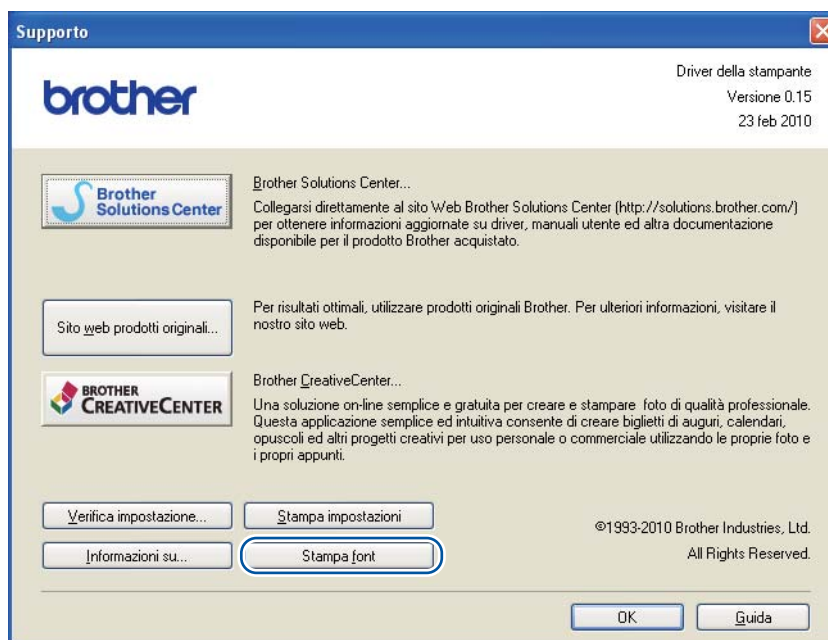 Supporto
brother
Driver della stampante
Versione 0.15
23 feb 2010
Brother
Solutions Center
Brother Solutions Center...
Collegarsi direttamente al sito Web Brother Solutions Center (http://solutions.brother.com/)
per ottenere informazioni aggiornate su driver, manuali utente ed altra documentazione
disponibile per il prodotto Brother acquistato.
Sito web prodotti originali...
Per risultati ottimali, utilizzare prodotti originali Brother. Per ulteriori informazioni, visitare il
nostro sito web.
BROTHER
CREATIVECENTER
Brother CreativeCenter...
Una soluzione on-line semplice e gratuita per creare e stampare foto di qualità professionale.
Questa applicazione semplice ed intuitiva consente di creare biglietti di auguri, calendari,
opuscoli ed altri progetti creativi per uso personale o commerciale utilizzando le proprie foto e
i propri appunti.
Verifica impostazione...
Stampa impostazioni
Informazioni su...
Stampa font
©1993-2010 Brother Industries, Ltd.
All Rights Reserved.
OK
Guida